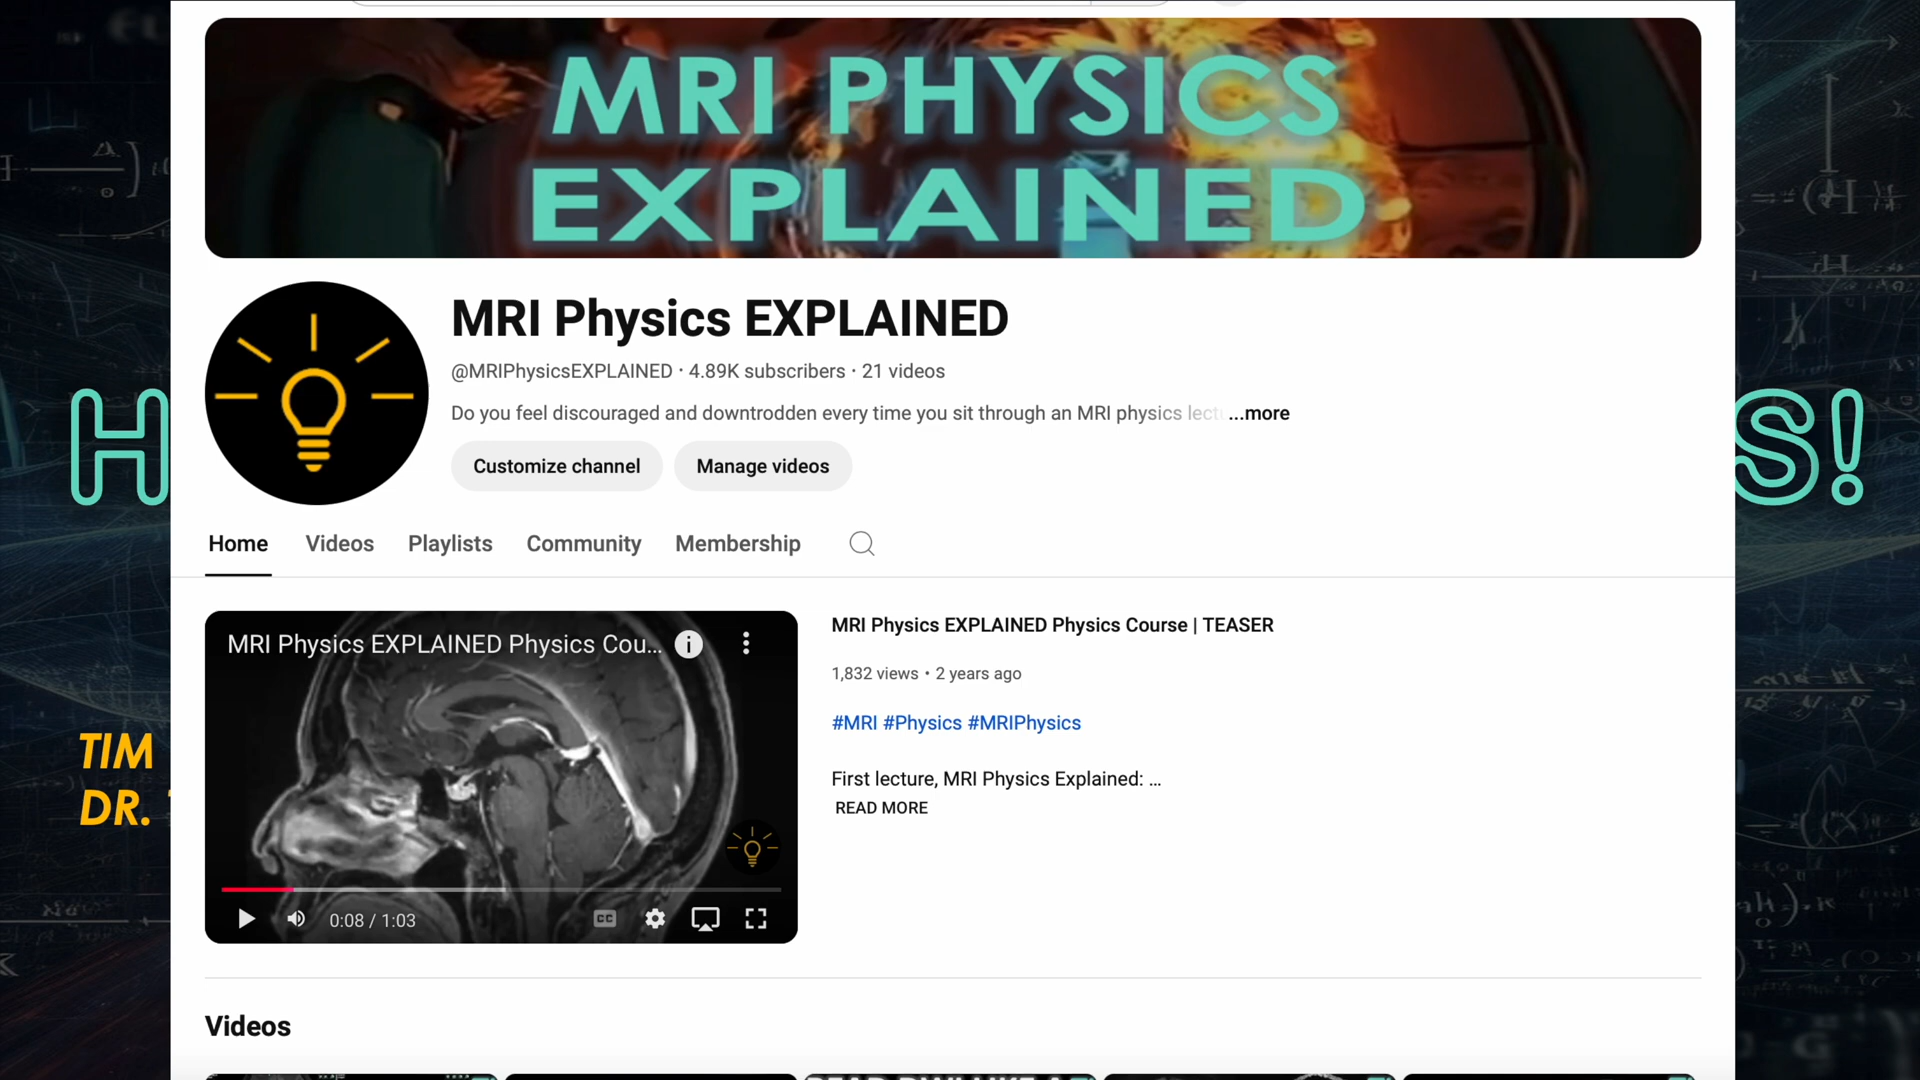 MRI PHYSICS
EXPLAINED
MRI Physics EXPLAINED
@MRIPhysicsEXPLAINED · 4.89K subscribers · 21 videos
Do you feel discouraged and downtrodden every time you sit through an MRI physics lectu ...more
Customize channel Manage videos
H S!
Home Videos Playlists Community Membership
MRI Physics EXPLAINED Physics Cou...
MRI Physics EXPLAINED Physics Course | TEASER
1,832 views · 2 years ago
#MRI #Physics #MRIPhysics
TIM
DR.
First lecture, MRI Physics Explained: ...
READ MORE
CC
0:08 / 1:03
Videos